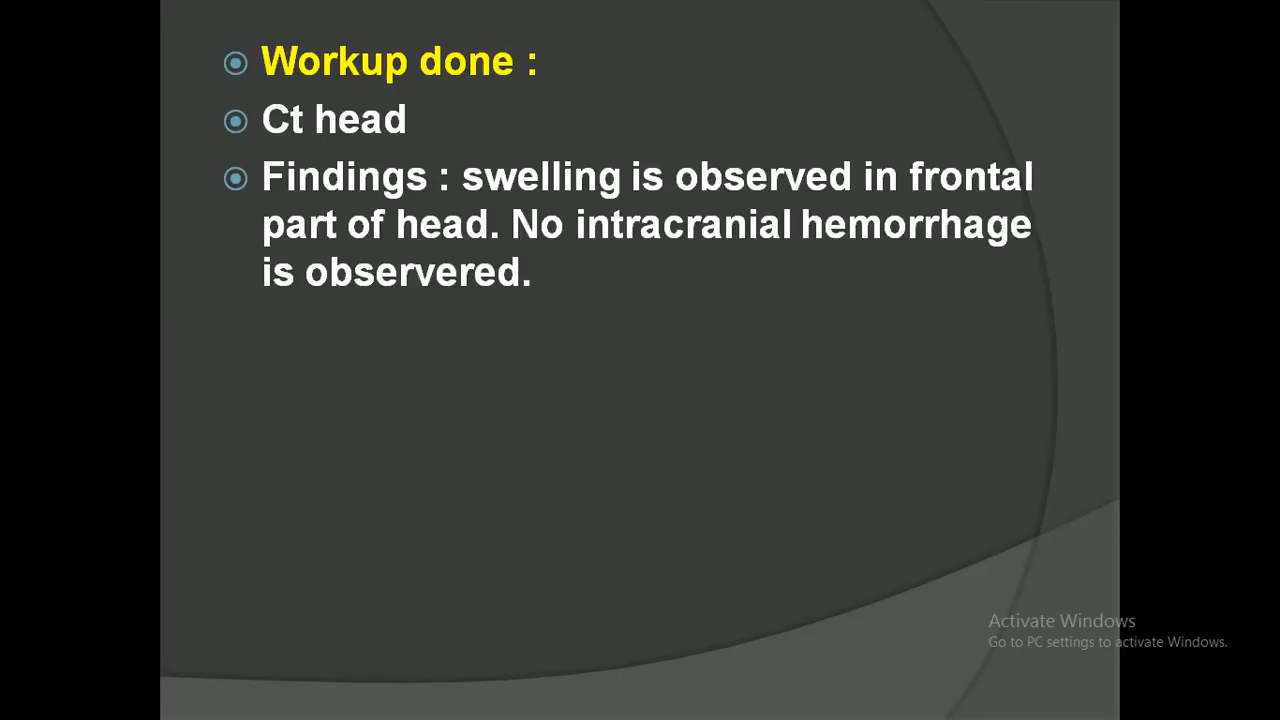 Workup done :
Ct head
Findings : swelling is observed in frontal
part of head. No intracranial hemorrhage
is observered.
Activate Windows
Go to PC settings to activate Windows.